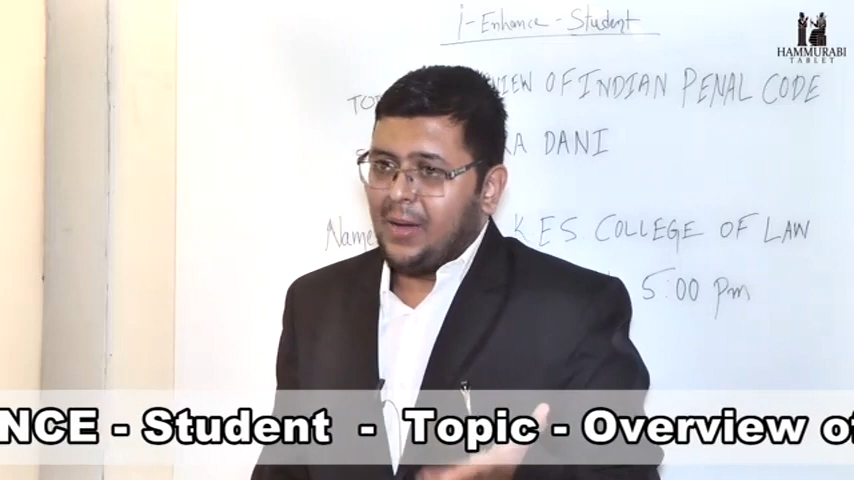 i-Enhance-Student
HAMMURABI
TABLET
OF INDIAN PENAL CODE
DANI
Name
K.E.S. COLLEGE OF LAW
5:00 pm
NCE - Student - Topic - Overview of